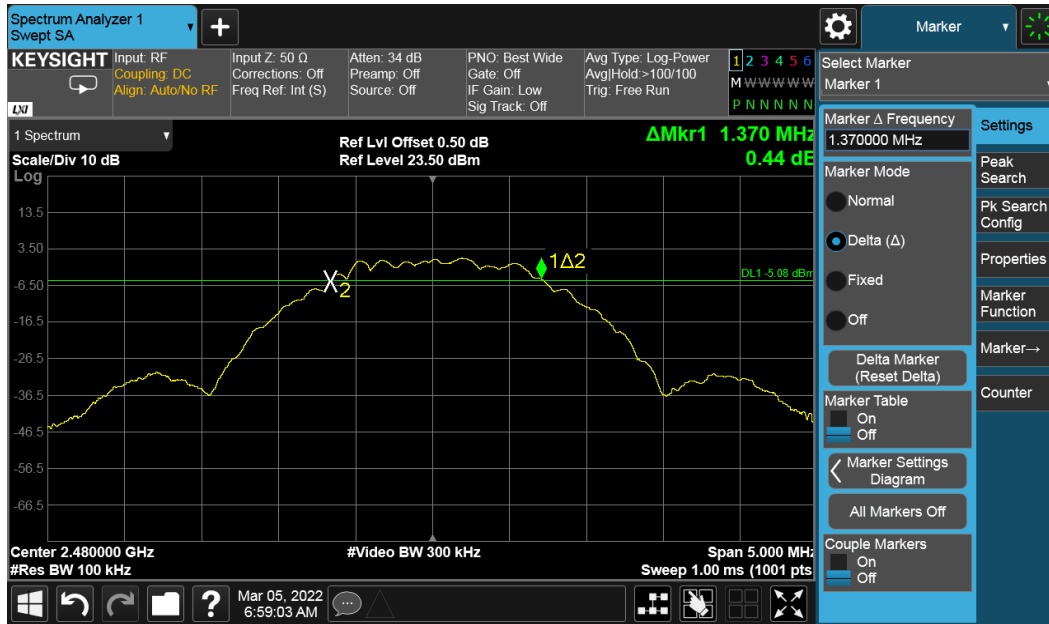 Spectrum Analyzer 1
Swept SA
Marker
KEYSIGHT
LXI
Input: RF
Coupling: DC
Align: Auto/No RF
Input Z: 50 Ω
Corrections: Off
Freq Ref: Int (S)
Atten: 34 dB
Preamp: Off
Source: Off
PNO: Best Wide
Gate: Off
IF Gain: Low
Sig Track: Off
Avg Type: Log-Power
Avg|Hold:>100/100
Trig: Free Run
1 2 3 4 5 6
M W W W W W
P N N N N N
Select Marker
Marker 1
1 Spectrum
Scale/Div 10 dB
Log
Ref Lvl Offset 0.50 dB
Ref Level 23.50 dBm
ΔMkr1 1.370 MHz
0.44 dB
13.5
3.50
-6.50
-16.5
-26.5
-36.5
-46.5
-56.5
-66.5
1Δ2
X2
DL1 -5.08 dBm
Center 2.480000 GHz
#Res BW 100 kHz
#Video BW 300 kHz
Span 5.000 MHz
Sweep 1.00 ms (1001 pts
Marker Δ Frequency
1.370000 MHz
Marker Mode
Normal
Delta (Δ)
Fixed
Off
Delta Marker
(Reset Delta)
Marker Table
On
Off
Marker Settings
Diagram
All Markers Off
Couple Markers
On
Off
Settings
Peak
Search
Pk Search
Config
Properties
Marker
Function
Marker→
Counter
?
Mar 05, 2022
6:59:03 AM